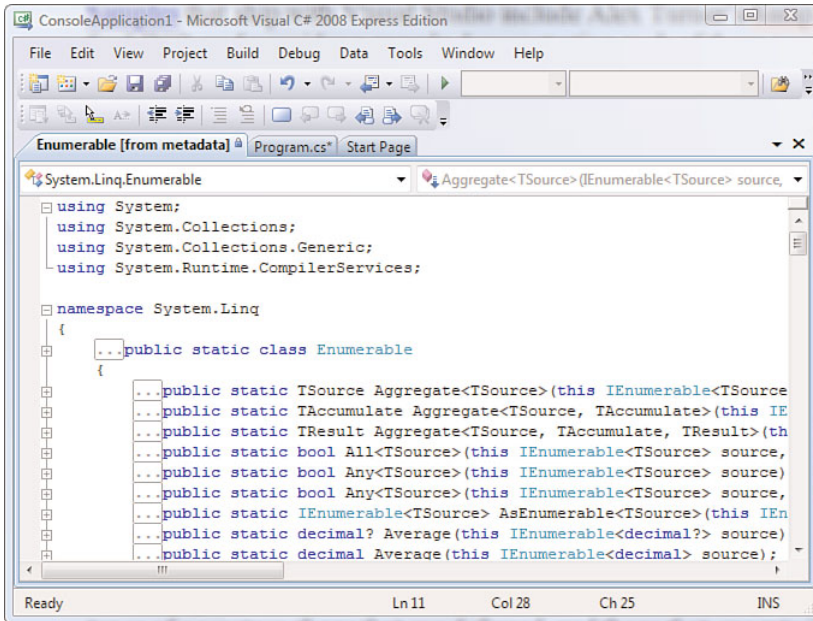 ConsoleApplication1 - Microsoft Visual C# 2008 Express Edition
File Edit View Project Build Debug Data Tools Window Help
Enumerable [from metadata] Program.cs* Start Page
System.Linq.Enumerable Aggregate<TSource>(IEnumerable<TSource> source,
using System;
using System.Collections;
using System.Collections.Generic;
using System.Runtime.CompilerServices;
namespace System.Linq
{
...public static class Enumerable
{
...public static TSource Aggregate<TSource>(this IEnumerable<TSource
...public static TAccumulate Aggregate<TSource, TAccumulate>(this IE
...public static TResult Aggregate<TSource, TAccumulate, TResult>(th
...public static bool All<TSource>(this IEnumerable<TSource> source,
...public static bool Any<TSource>(this IEnumerable<TSource> source)
...public static bool Any<TSource>(this IEnumerable<TSource> source,
...public static IEnumerable<TSource> AsEnumerable<TSource>(this IEn
...public static decimal? Average(this IEnumerable<decimal?> source)
...public static decimal Average(this IEnumerable<decimal> source);
Ready Ln 11 Col 28 Ch 25 INS